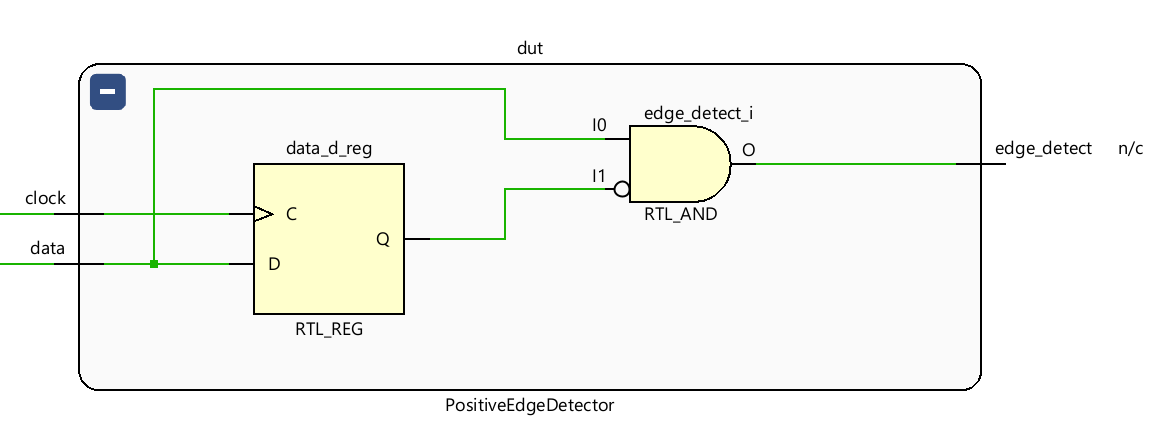 dut
edge_detect_i
I0
data_d_reg
O
edge_detect n/c
I1
clock
C
RTL_AND
Q
data
D
RTL_REG
PositiveEdgeDetector